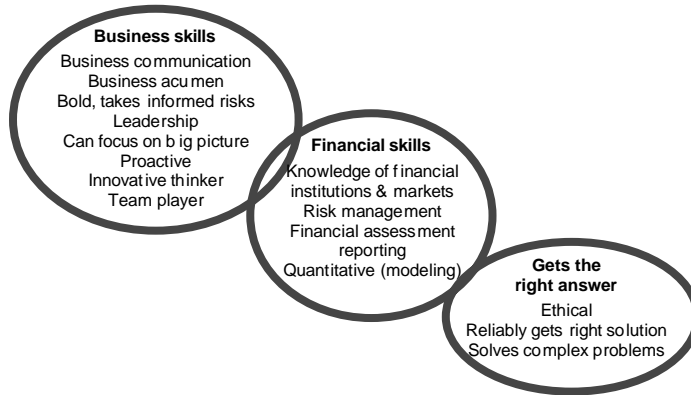 Business skills
Business communication
Business acumen
Bold, takes informed risks
Leadership
Can focus on b ig picture
Proactive
Innovative thinker
Team player
Financial skills
Knowledge of financial
institutions & markets
Risk management
Financial assessment
reporting
Quantitative (modeling)
Gets the
right answer
Ethical
Reliably gets right solution
Solves complex problems